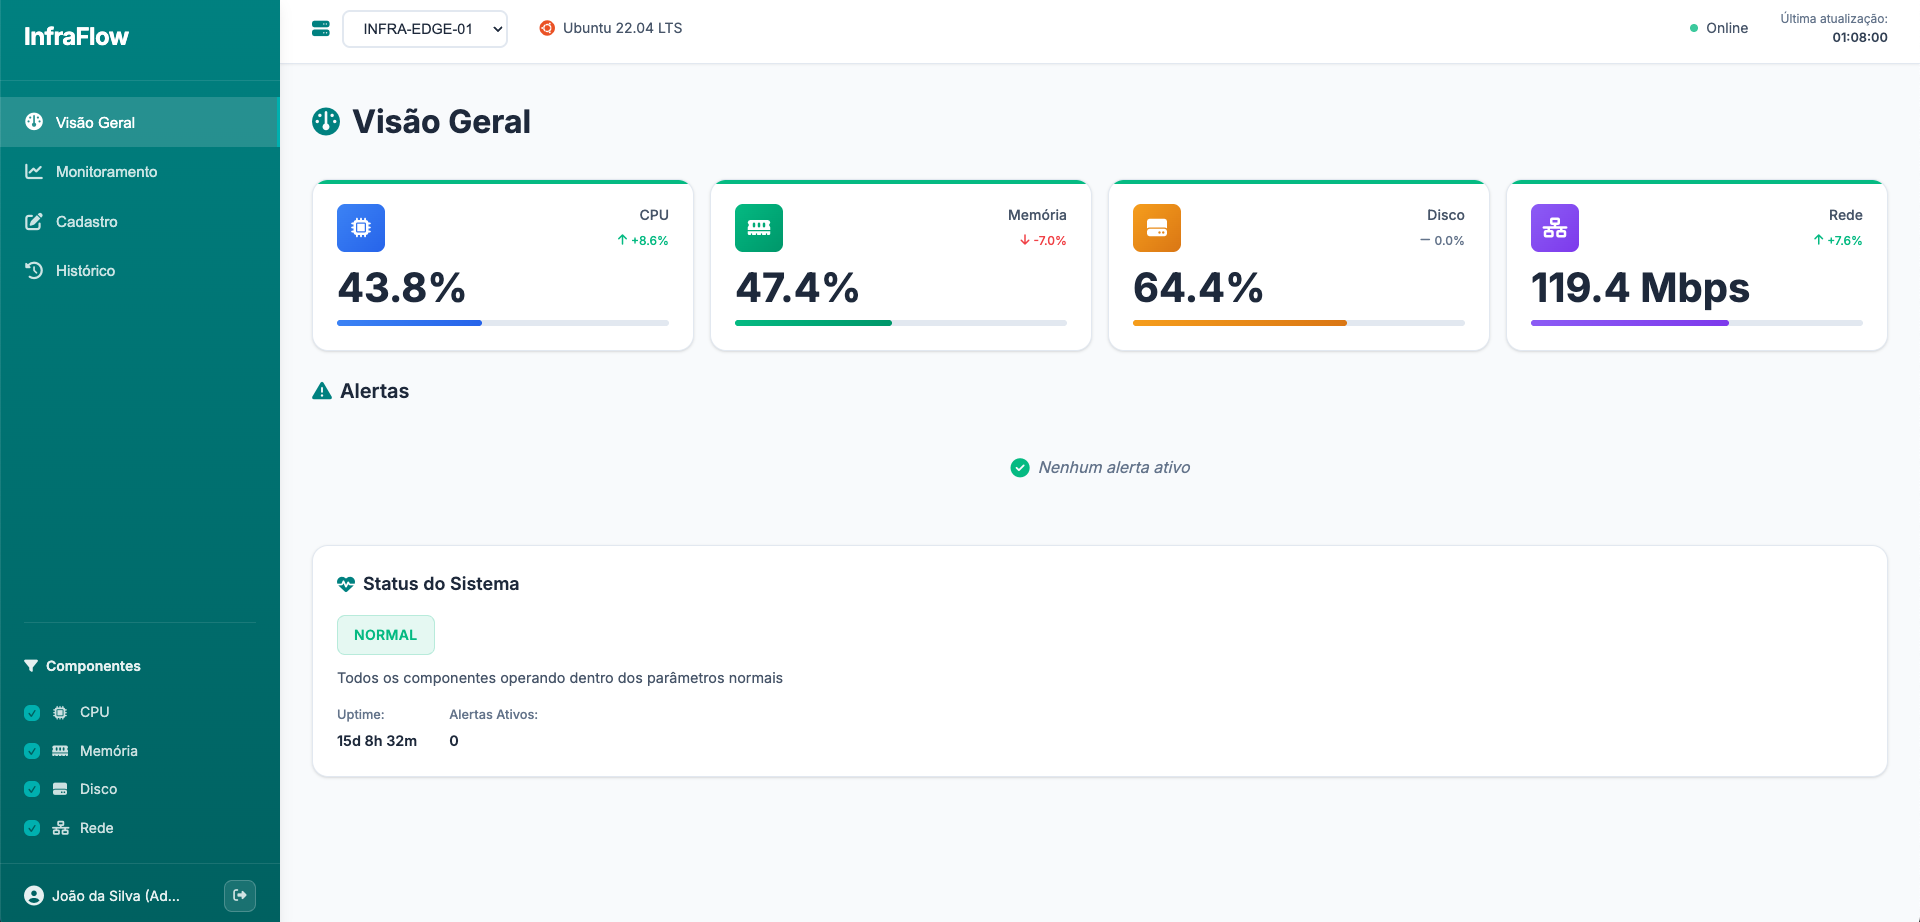 InfraFlow
Visão Geral
Monitoramento
Cadastro
Histórico
Componentes
CPU
Memória
Disco
Rede
João da Silva (Ad...
INFRA-EDGE-01
Ubuntu 22.04 LTS
Online
Última atualização:
01:08:00
Visão Geral
CPU
+8.6%
43.8%
Memória
-7.0%
47.4%
Disco
0.0%
64.4%
Rede
+7.6%
119.4 Mbps
Alertas
Nenhum alerta ativo
Status do Sistema
NORMAL
Todos os componentes operando dentro dos parâmetros normais
Uptime:
15d 8h 32m
Alertas Ativos:
0